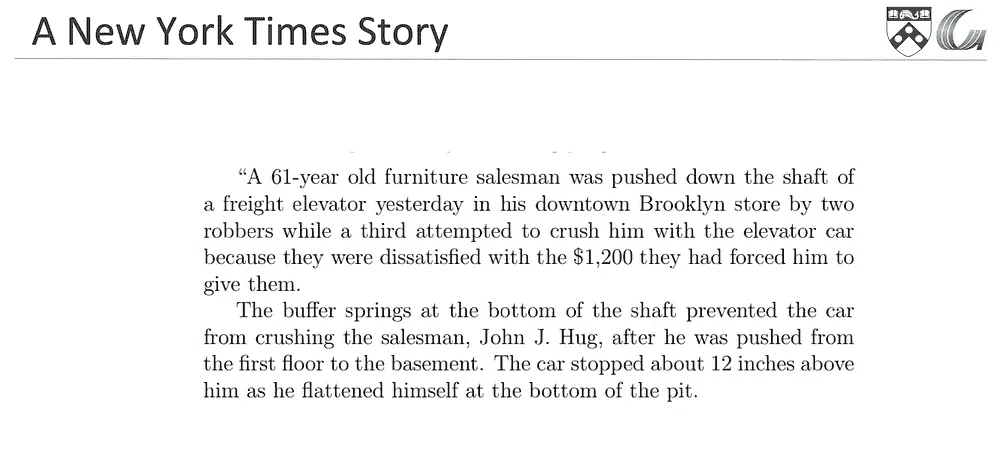 A New York Times Story
“A 61-year old furniture salesman was pushed down the shaft of
a freight elevator yesterday in his downtown Brooklyn store by two
robbers while a third attempted to crush him with the elevator car
because they were dissatisfied with the $1,200 they had forced him to
give them.
The buffer springs at the bottom of the shaft prevented the car
from crushing the salesman, John J. Hug, after he was pushed from
the first floor to the basement. The car stopped about 12 inches above
him as he flattened himself at the bottom of the pit.